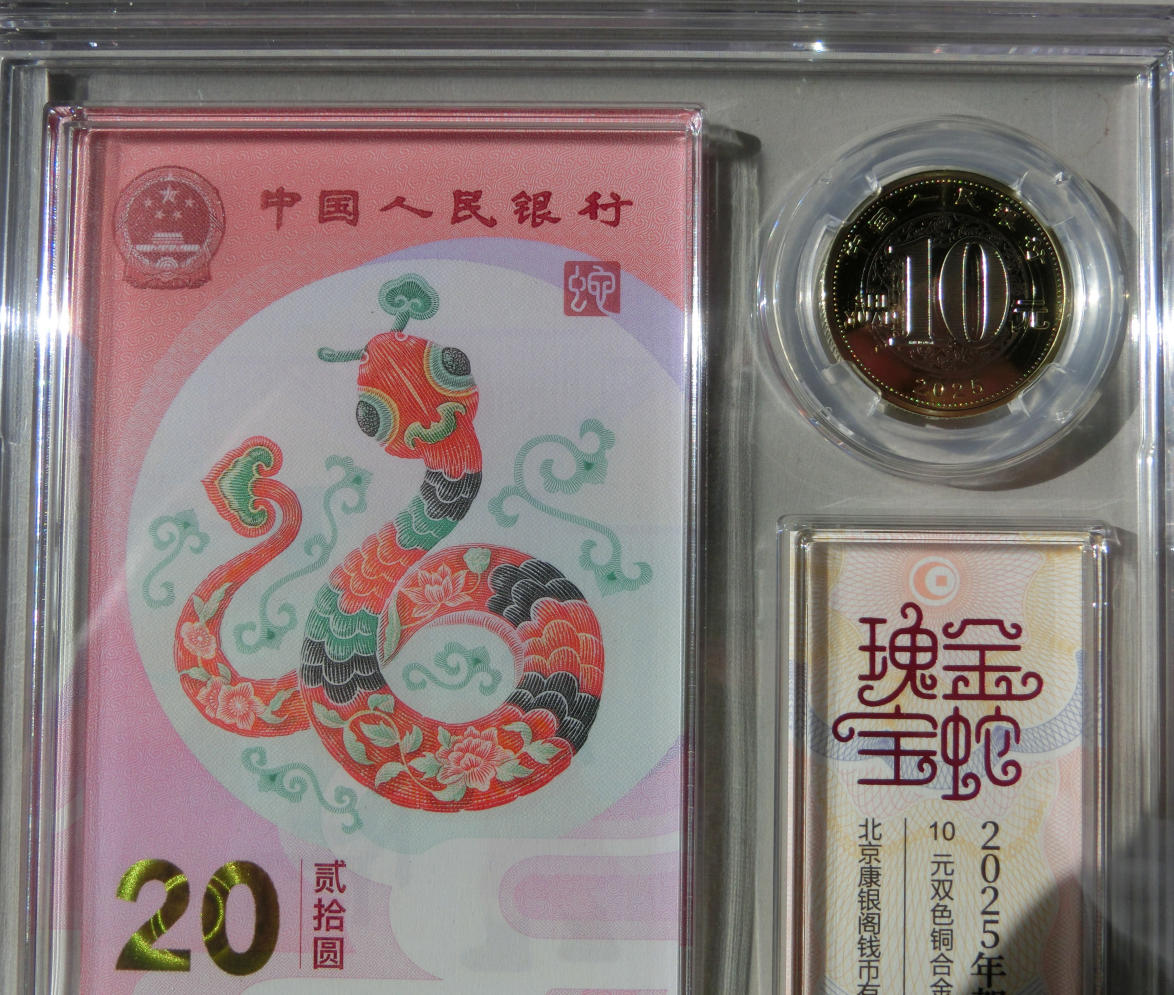 中国人民银行
蛇
20
贰拾圆
中国人民银行
10
元
2025
金蛇
瑰宝
2025年
10元双色铜合金
北京康银阁钱币有